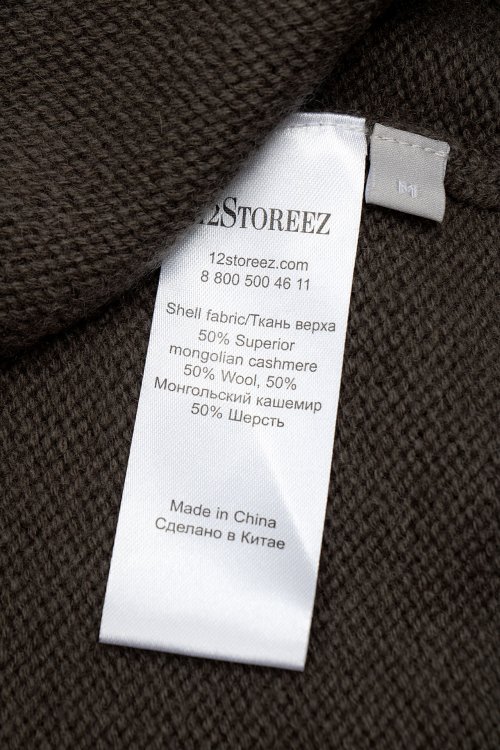 12STOREEZ
12storeez.com
8 800 500 46 11
Shell fabric/Ткань верха
50% Superior
mongolian cashmere
50% Wool, 50%
Монгольский кашемир
50% Шерсть
Made in China
Сделано в Китае
M